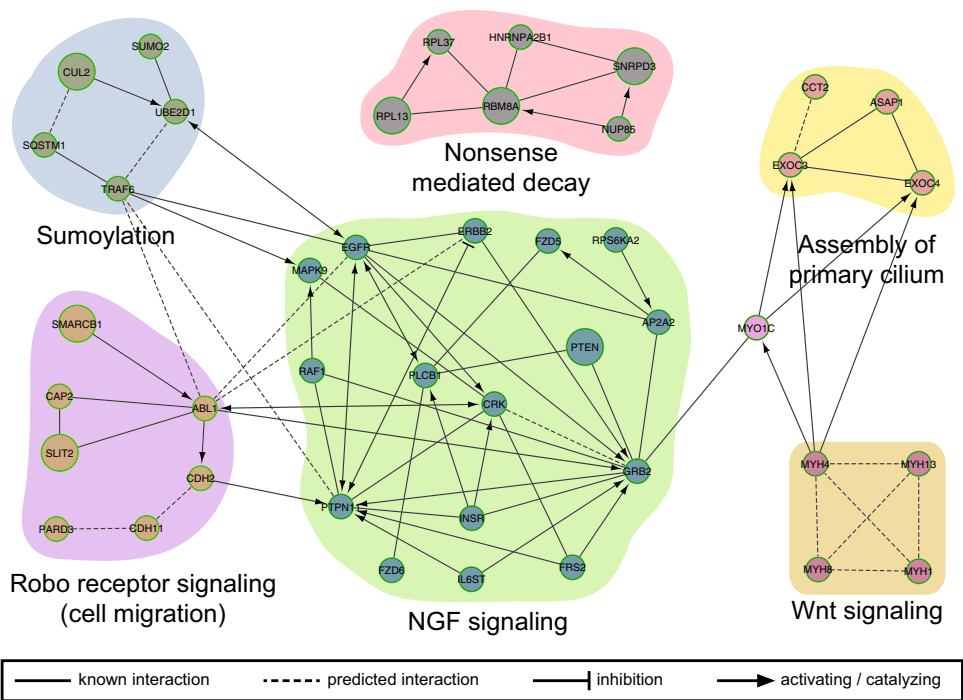 SUMO2
CUL2
UBE2D1
SQSTM1
TRAF6
Sumoylation
RPL37
HNRNPA2B1
SNRPD3
RPL13
RBM8A
NUP85
Nonsense
mediated decay
CCT2
ASAP1
EXOC3
EXOC4
Assembly of
primary cilium
MYO1C
ERBB2
FZD5
RPS6KA2
EGFR
MAPK9
AP2A2
PTEN
RAF1
PLCB1
CRK
GRB2
PTPN11
INSR
FZD6
IL6ST
FRS2
NGF signaling
SMARCB1
CAP2
ABL1
SLIT2
CDH2
PARD3
CDH11
Robo receptor signaling
(cell migration)
MYH4
MYH13
MYH8
MYH1
Wnt signaling
known interaction
predicted interaction
inhibition
activating / catalyzing